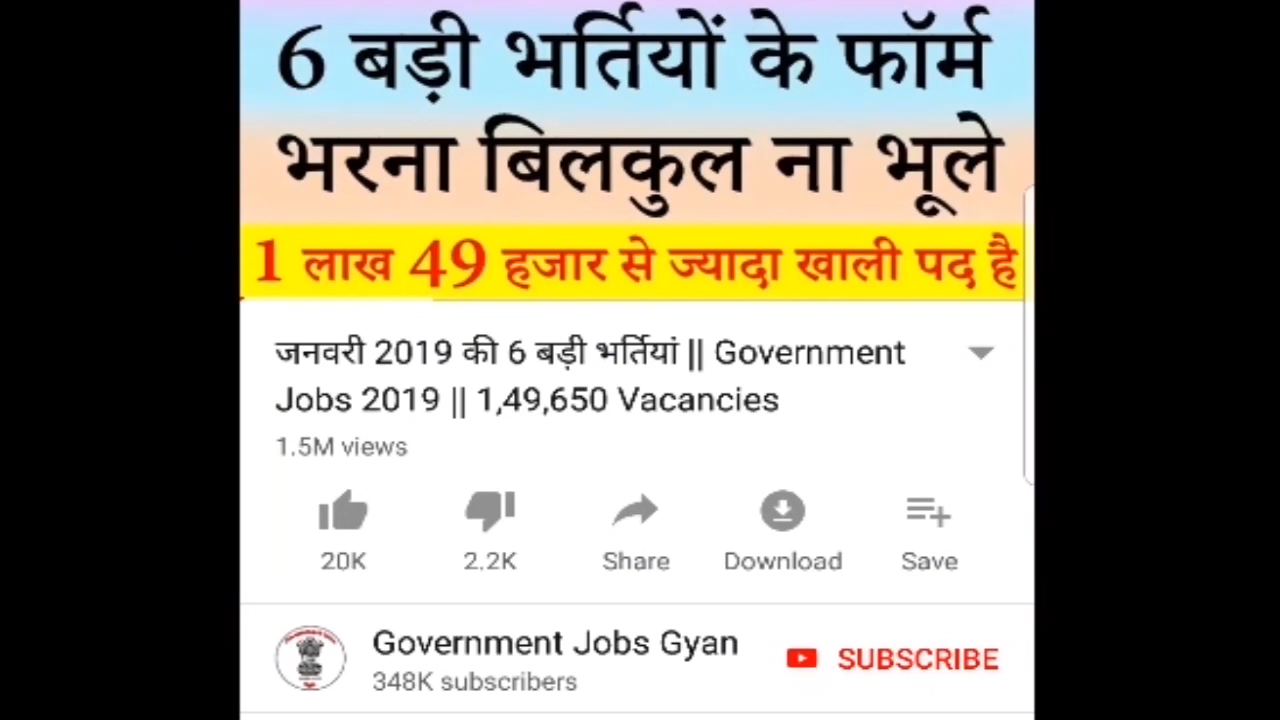 6 बड़ी भर्तियों के फॉर्म
भरना बिलकुल ना भूले
1 लाख 49 हजार से ज्यादा खाली पद है
जनवरी 2019 की 6 बड़ी भर्तियां || Government
Jobs 2019 || 1,49,650 Vacancies
1.5M views
20K
2.2K
Share
Download
Save
Government Jobs Gyan
SUBSCRIBE
348K subscribers